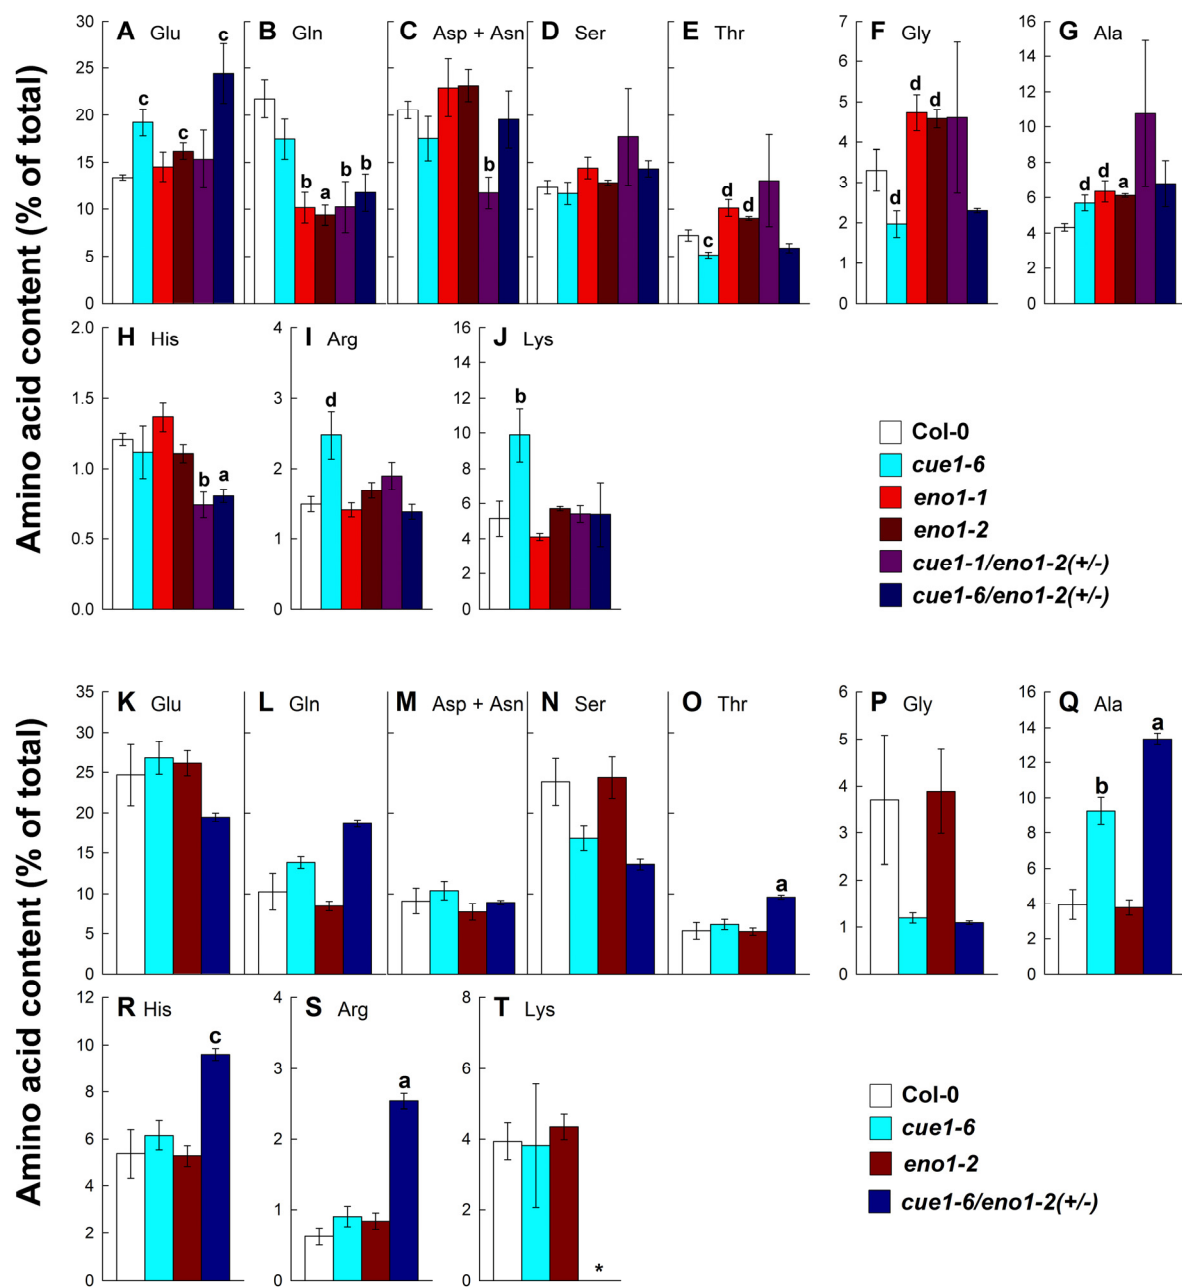 Amino acid content (% of total)
A Glu
B Gln
C Asp + Asn
D Ser
E Thr
F Gly
G Ala
30
25
20
15
10
5
0
7
6
5
4
3
2
1
0
16
14
12
10
8
6
4
2
0
c
c
c
b
a
b
b
b
c
d
d
d
d
d
d
d
a
H His
I Arg
J Lys
2.0
1.5
1.0
0.5
0.0
4
3
2
1
0
16
14
12
10
8
6
4
2
0
b
a
d
b
Col-0
cue1-6
eno1-1
eno1-2
cue1-1/eno1-2(+/-)
cue1-6/eno1-2(+/-)
Amino acid content (% of total)
K Glu
L Gln
M Asp + Asn
N Ser
O Thr
P Gly
Q Ala
35
30
25
20
15
10
5
0
6
5
4
3
2
1
0
16
14
12
10
8
6
4
2
0
a
b
a
R His
S Arg
T Lys
12
10
8
6
4
2
0
4
3
2
1
0
8
6
4
2
0
c
a
*
Col-0
cue1-6
eno1-2
cue1-6/eno1-2(+/-)